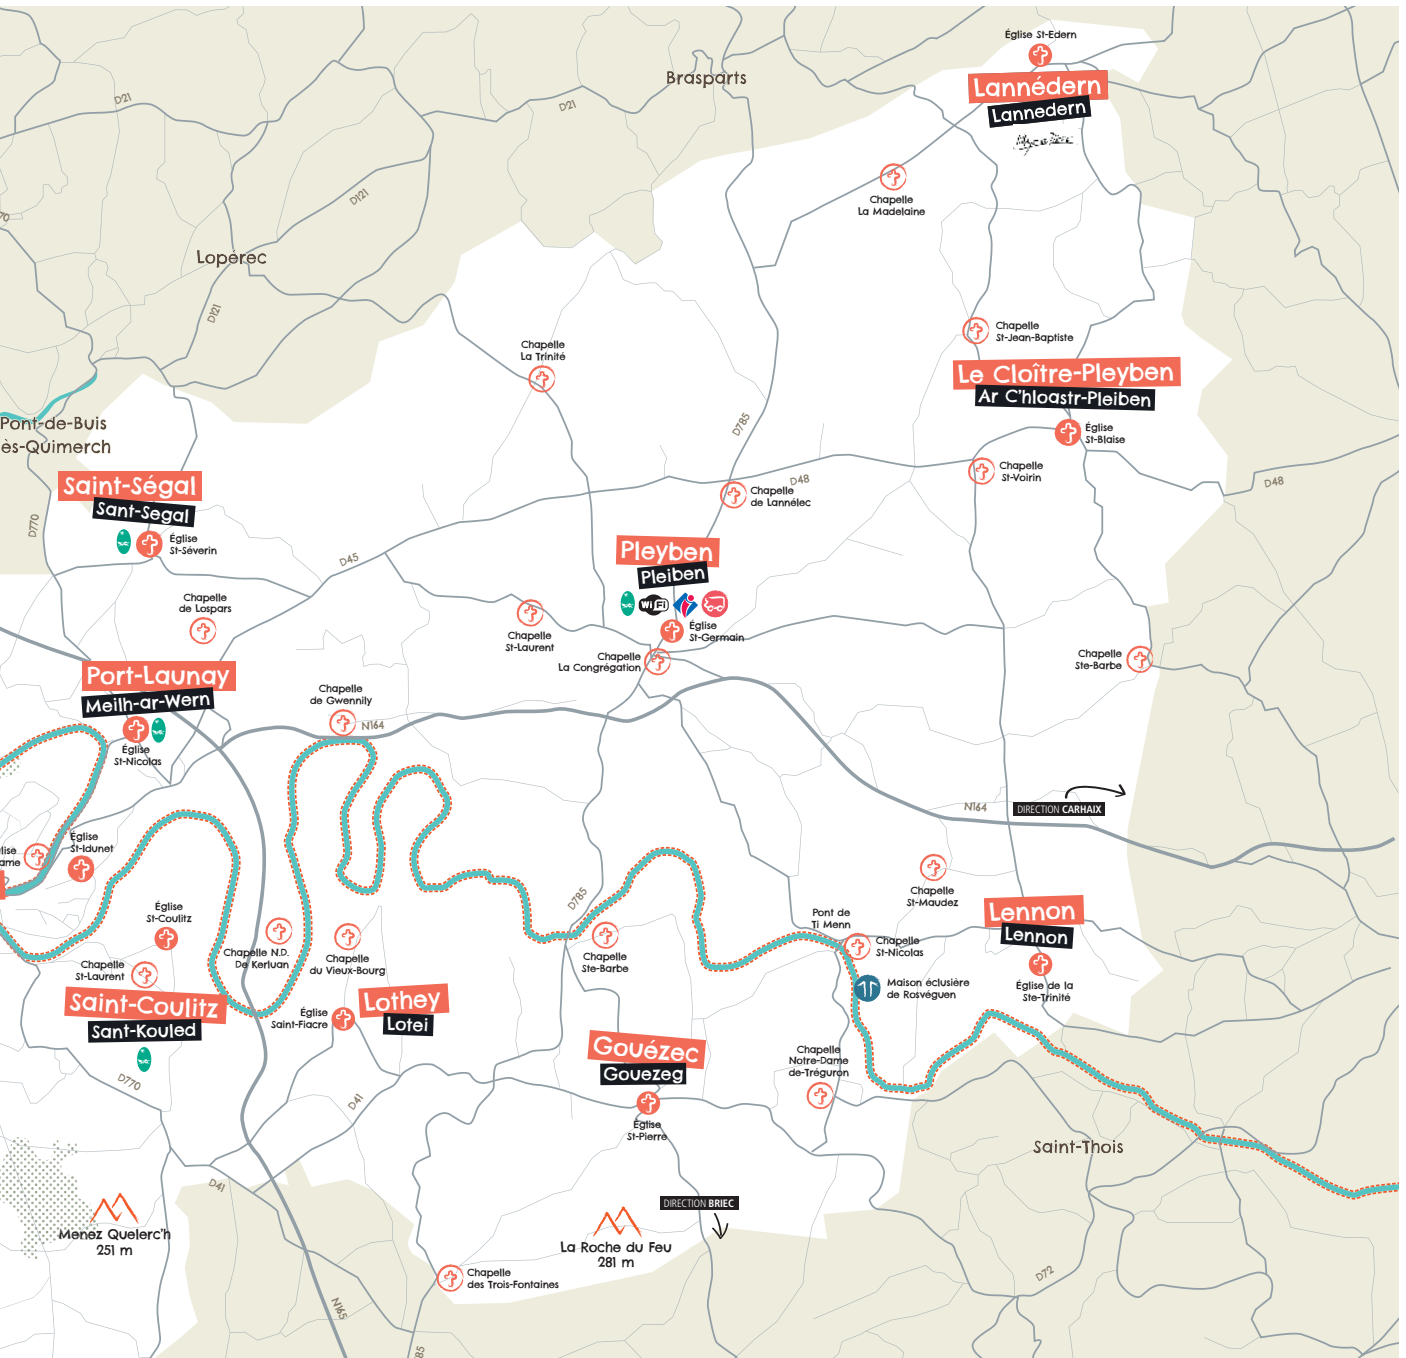 Église St-Edern
Lannédern
Lannedern
Brasparts
D21
D21
D121
Chapelle
La Madelaine
Lopérec
D121
Chapelle
St-Jean-Baptiste
Chapelle
La Trinité
Le Cloître-Pleyben
Ar C'hloastr-Pleiben
Église
St-Blaise
Pont-de-Buis
ès-Quimerch
D785
Chapelle
St-Voirin
D48
D48
Chapelle
de Lannélec
Saint-Ségal
Sant-Segal
Église
St-Séverin
D770
D45
Pleyben
Pleiben
WiFi
Église
St-Germain
Chapelle
de Lospars
Chapelle
St-Laurent
Chapelle
La Congrégation
Chapelle
Ste-Barbe
Port-Launay
Meilh-ar-Wern
Église
St-Nicolas
Chapelle
de Gwennily
N164
N164
DIRECTION CARHAIX
Église
St-Idunet
lise
ame
Chapelle
St-Maudez
D785
Église
St-Coulitz
Chapelle
St-Laurent
Chapelle N.D.
De Kerluan
Chapelle
du Vieux-Bourg
Chapelle
Ste-Barbe
Pont de
Ti Menn
Chapelle
St-Nicolas
Lennon
Lennon
Église de la
Ste-Trinité
Maison éclusière
de Rosvéguen
Saint-Coulitz
Sant-Kouled
Église
Saint-Fiacre
Lothey
Lotei
Gouézec
Gouezeg
Église
St-Pierre
Chapelle
Notre-Dame
de-Tréguron
D770
D41
D41
Saint-Thois
DIRECTION BRIEC
Menez Quelerc'h
251 m
La Roche du Feu
281 m
Chapelle
des Trois-Fontaines
D72
N165
85